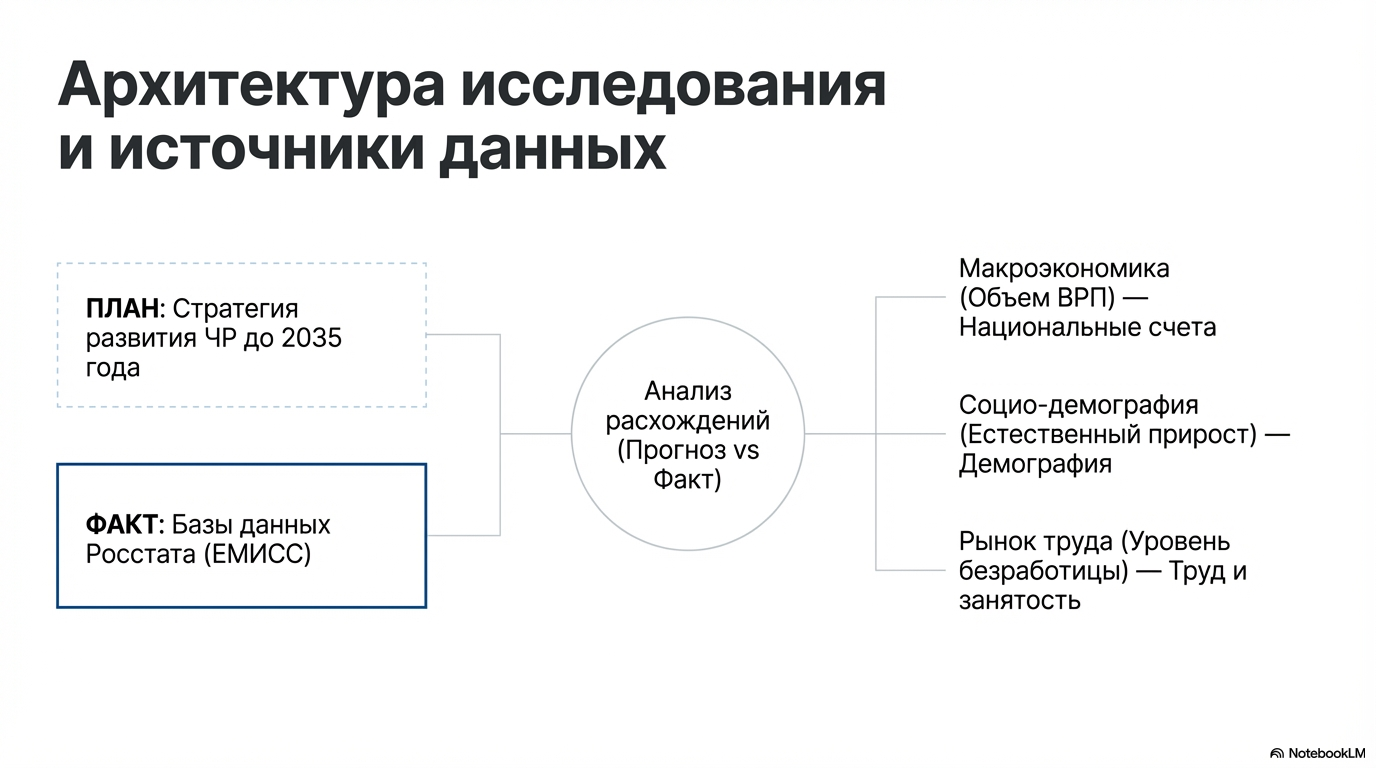 Архитектура исследования
и источники данных
ПЛАН: Стратегия
развития ЧР до 2035
года
ФАКТ: Базы данных
Росстата (ЕМИСС)
Анализ
расхождений
(Прогноз vs
Факт)
Макроэкономика
(Объем ВРП) —
Национальные счета
Социо-демография
(Естественный прирост) —
Демография
Рынок труда (Уровень
безработицы) — Труд и
занятость
NotebookLM